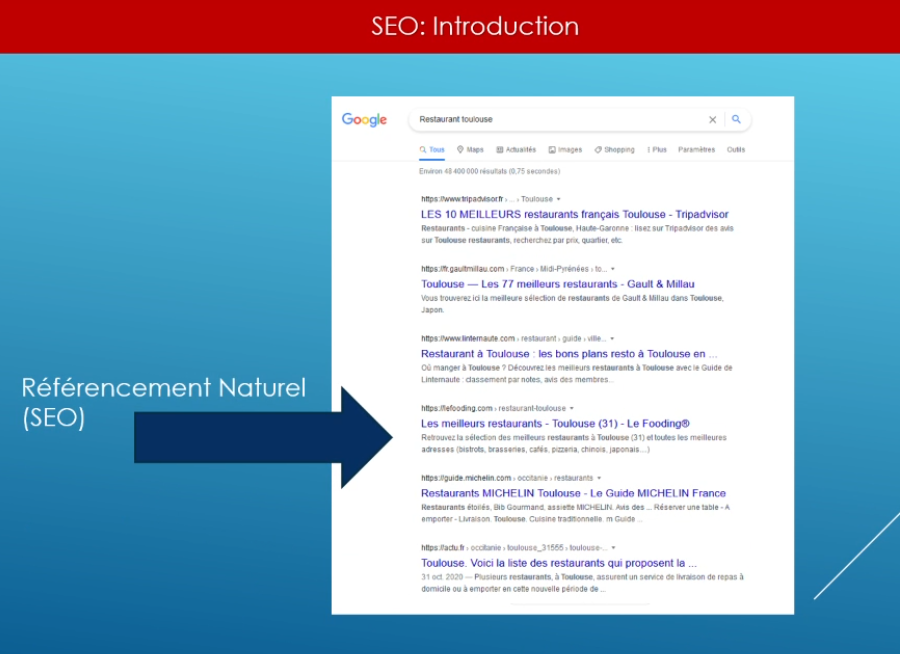 SEO: Introduction
Google
Restaurant toulouse
Tous Maps Actualités Images Shopping Plus Paramètres Outils
Environ 48 400 000 résultats (0,75 secondes)
https://www.tripadvisor.fr › ... › Toulouse
LES 10 MEILLEURS restaurants français Toulouse - Tripadvisor
Restaurants - cuisine Française à Toulouse, Haute-Garonne : lisez sur Tripadvisor des avis
sur Toulouse restaurants, recherchez par prix, quartier, etc.
https://fr.gaultmillau.com › France › Midi-Pyrénées › to...
Toulouse — Les 77 meilleurs restaurants - Gault & Millau
Vous trouverez ici la meilleure sélection de restaurants de Gault & Millau dans Toulouse,
Japon.
https://www.linternaute.com › restaurant › guide › ville...
Restaurant à Toulouse : les bons plans resto à Toulouse en ...
Où manger à Toulouse ? Découvrez les meilleurs restaurants à Toulouse avec le Guide de
Linternaute : classement par notes, avis des membres...
Référencement Naturel
(SEO)
https://lefooding.com › restaurant-toulouse
Les meilleurs restaurants - Toulouse (31) - Le Fooding®
Retrouvez la sélection des meilleurs restaurants à Toulouse (31) et toutes les meilleures
adresses (bistrots, brasseries, cafés, pizzeria, chinois, japonais....)
https://guide.michelin.com › occitanie › restaurants
Restaurants MICHELIN Toulouse - Le Guide MICHELIN France
Restaurants étoilés, Bib Gourmand, assiette MICHELIN. Avis des ... Réserver une table - A
emporter - Livraison. Toulouse. Cuisine traditionnelle. m Guide ...
https://actu.fr › occitanie › toulouse_31555 › toulouse-...
Toulouse. Voici la liste des restaurants qui proposent la ...
31 oct. 2020 — Plusieurs restaurants, à Toulouse, assurent un service de livraison de repas à
domicile ou à emporter en cette nouvelle période de ...